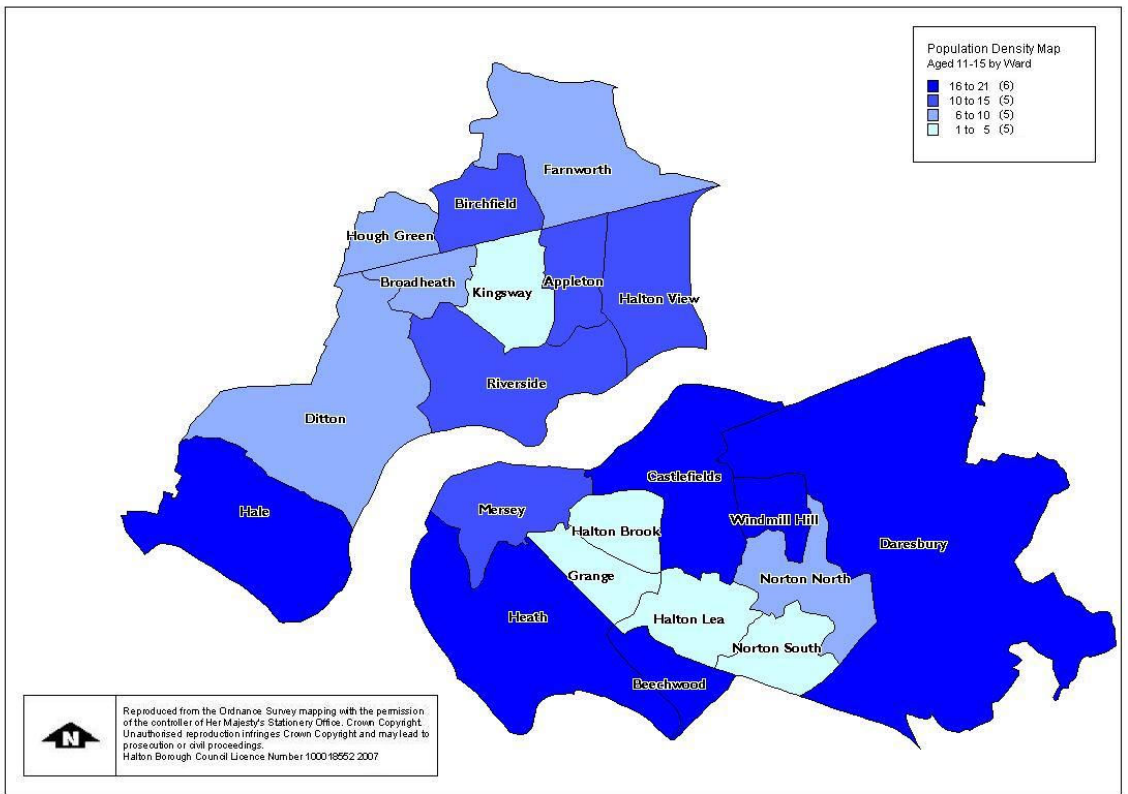 Population Density Map
Aged 11-15 by Ward
16 to 21 (6)
10 to 15 (5)
6 to 10 (5)
1 to 5 (5)
Farnworth
Birchfield
Hough Green
Broadheath
Kingsway
Appleton
Halton View
Riverside
Ditton
Hale
Castlefields
Mersey
Windmill Hill
Halton Brook
Daresbury
Grange
Norton North
Heath
Halton Lea
Norton South
Beechwood
N
Reproduced from the Ordnance Survey mapping with the permission
of the controller of Her Majesty's Stationery Office. Crown Copyright.
Unauthorised reproduction infringes Crown Copyright and may lead to
prosecution or civil proceedings.
Halton Borough Council Licence Number 100018552 2007